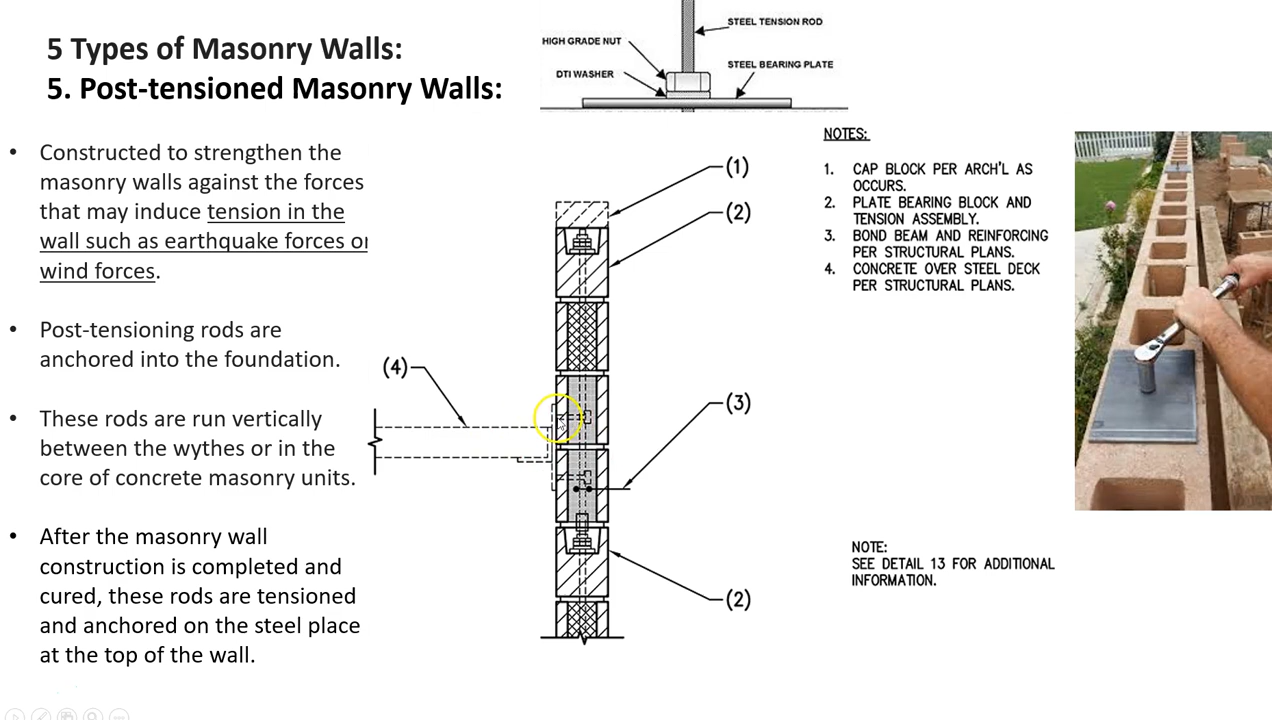 5 Types of Masonry Walls:
5. Post-tensioned Masonry Walls:
• Constructed to strengthen the
masonry walls against the forces
that may induce tension in the
wall such as earthquake forces or
wind forces.
• Post-tensioning rods are
anchored into the foundation.
• These rods are run vertically
between the wythes or in the
core of concrete masonry units.
• After the masonry wall
construction is completed and
cured, these rods are tensioned
and anchored on the steel place
at the top of the wall.
STEEL TENSION ROD
HIGH GRADE NUT
STEEL BEARING PLATE
DTI WASHER
(1)
(2)
(4)
(3)
(2)
NOTES:
1. CAP BLOCK PER ARCH'L AS
OCCURS.
2. PLATE BEARING BLOCK AND
TENSION ASSEMBLY.
3. BOND BEAM AND REINFORCING
PER STRUCTURAL PLANS.
4. CONCRETE OVER STEEL DECK
PER STRUCTURAL PLANS.
NOTE:
SEE DETAIL 13 FOR ADDITIONAL
INFORMATION.